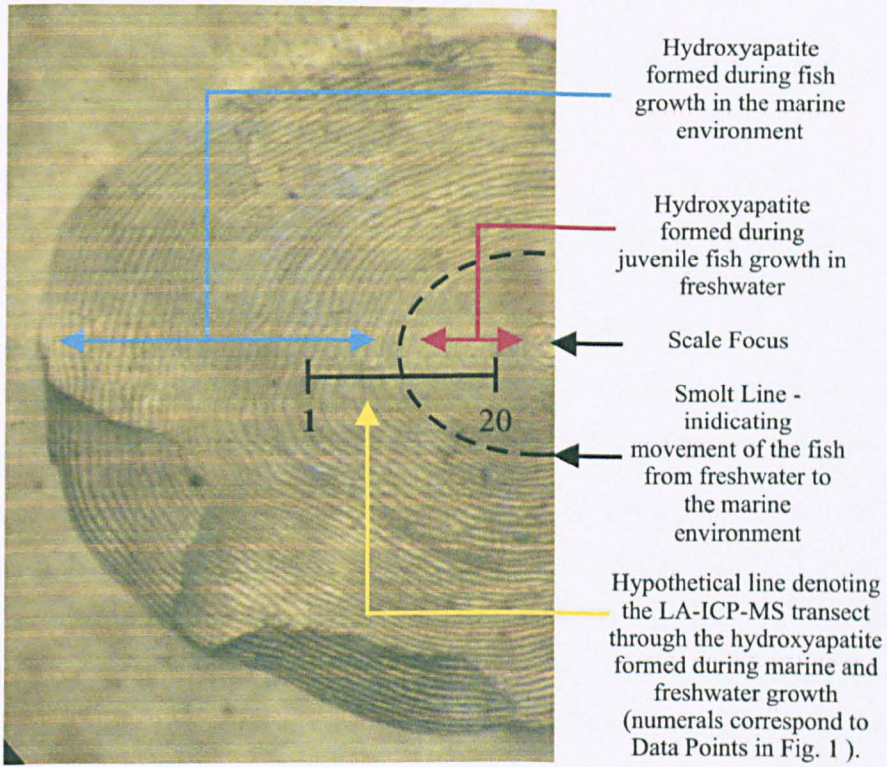 Hydroxyapatite
formed during fish
growth in the marine
environment
Hydroxyapatite
formed during
juvenile fish growth in
freshwater
Scale Focus
1
20
Smolt Line -
inidicating
movement of the fish
from freshwater to
the marine
environment
Hypothetical line denoting
the LA-ICP-MS transect
through the hydroxyapatite
formed during marine and
freshwater growth
(numerals correspond to
Data Points in Fig. 1 ).